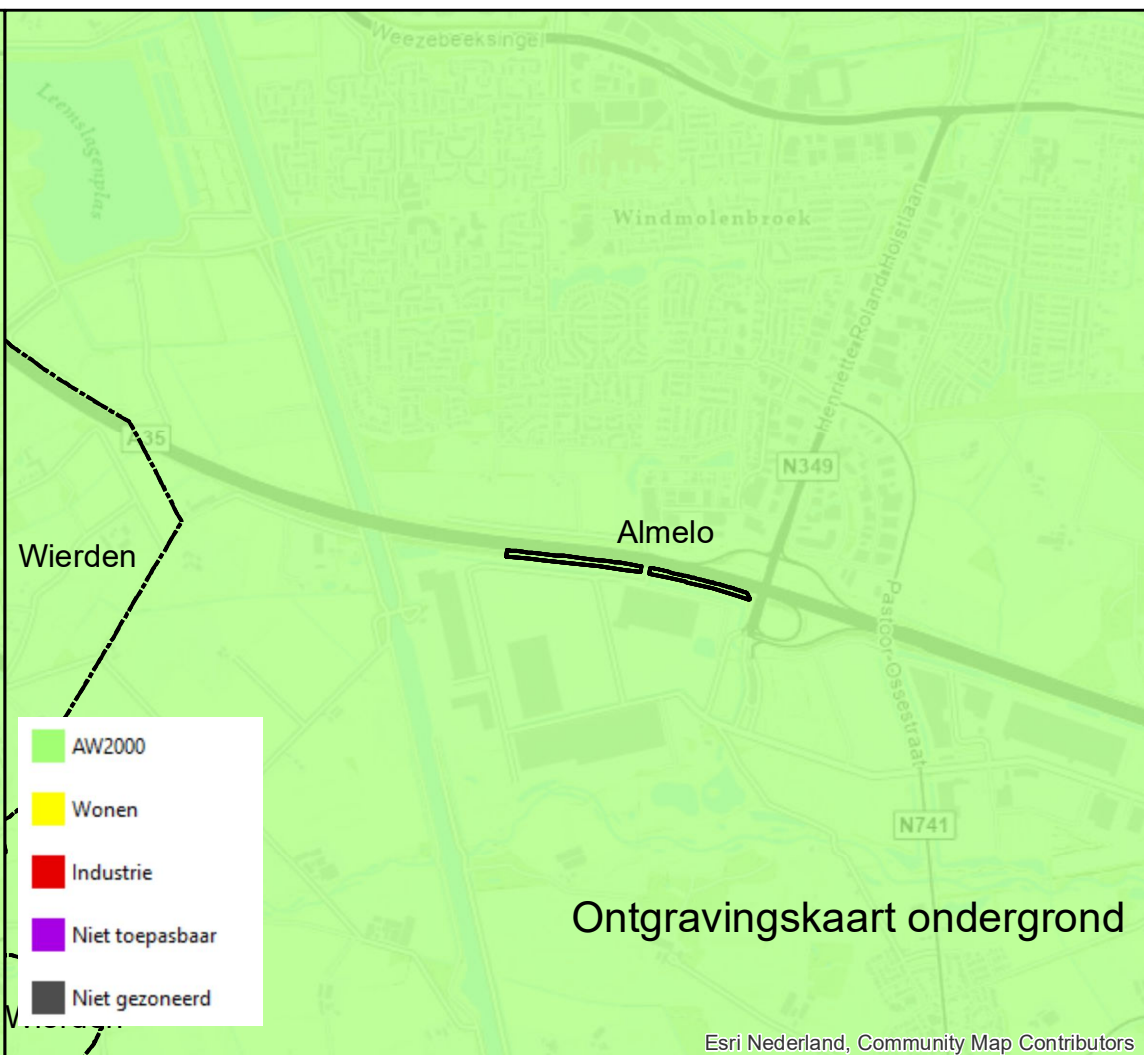 Weezebeeksingel
Leemslagenplas
Windmolenbroek
Henriette-Roland-Holstlaan
A35
N349
Almelo
Wierden
Pastoor-Ossestraat
AW2000
Wonen
N741
Industrie
Ontgravingskaart ondergrond
Niet toepasbaar
Niet gezoneerd
Wierden
Esri Nederland, Community Map Contributors